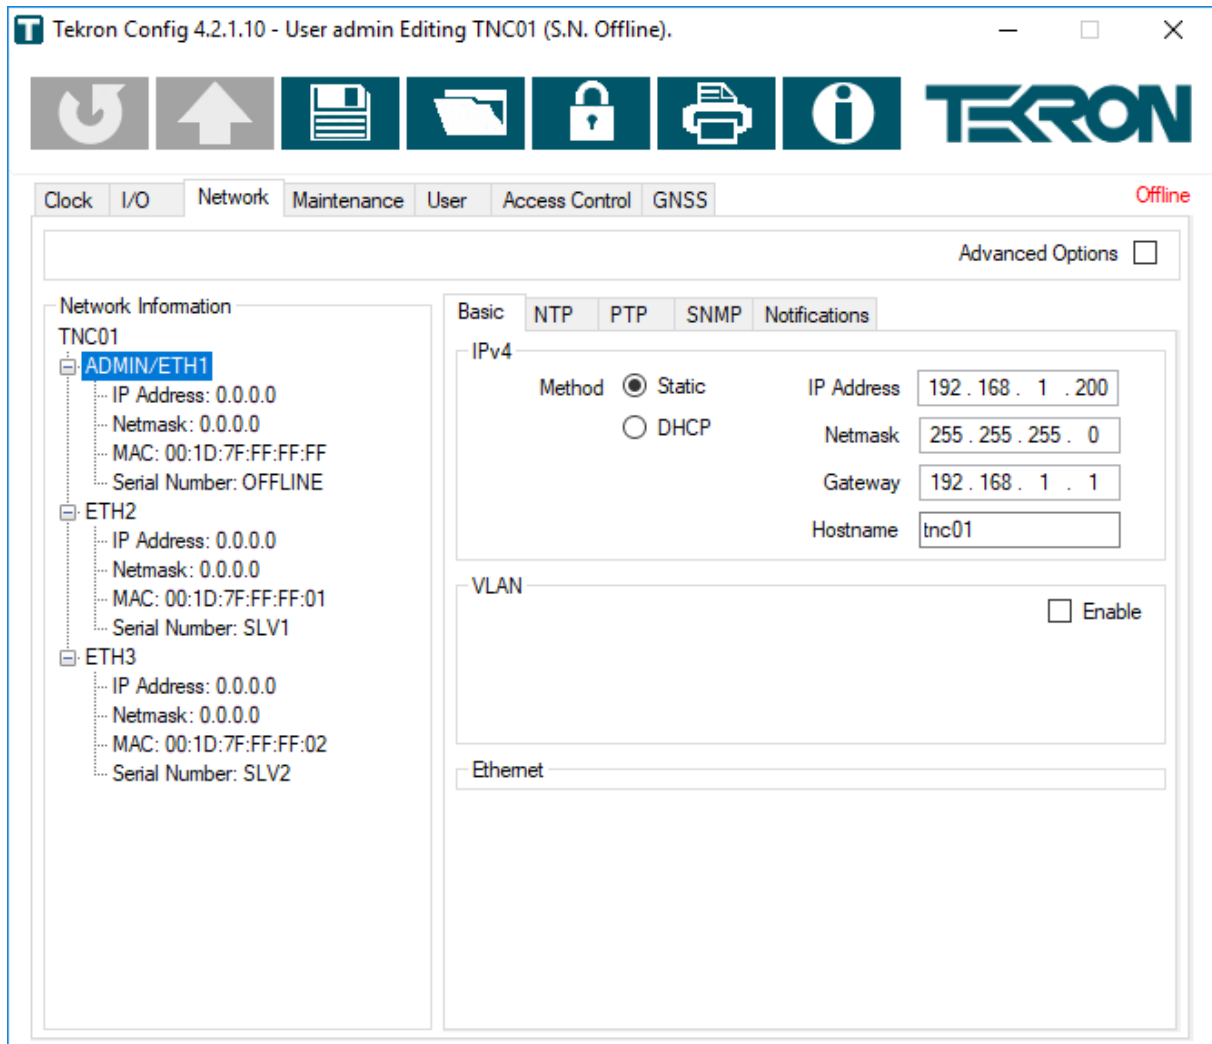 Tekron Config 4.2.1.10 - User admin Editing TNC01 (S.N. Offline).
TEKRON
Clock I/O Network Maintenance User Access Control GNSS Offline
Advanced Options
Network Information
TNC01
ADMIN/ETH1
IP Address: 0.0.0.0
Netmask: 0.0.0.0
MAC: 00:1D:7F:FF:FF:FF
Serial Number: OFFLINE
ETH2
IP Address: 0.0.0.0
Netmask: 0.0.0.0
MAC: 00:1D:7F:FF:FF:01
Serial Number: SLV1
ETH3
IP Address: 0.0.0.0
Netmask: 0.0.0.0
MAC: 00:1D:7F:FF:FF:02
Serial Number: SLV2
Basic NTP PTP SNMP Notifications
IPv4
Method Static IP Address 192 . 168 . 1 . 200
DHCP Netmask 255 . 255 . 255 . 0
Gateway 192 . 168 . 1 . 1
Hostname tnc01
VLAN
Enable
Ethernet